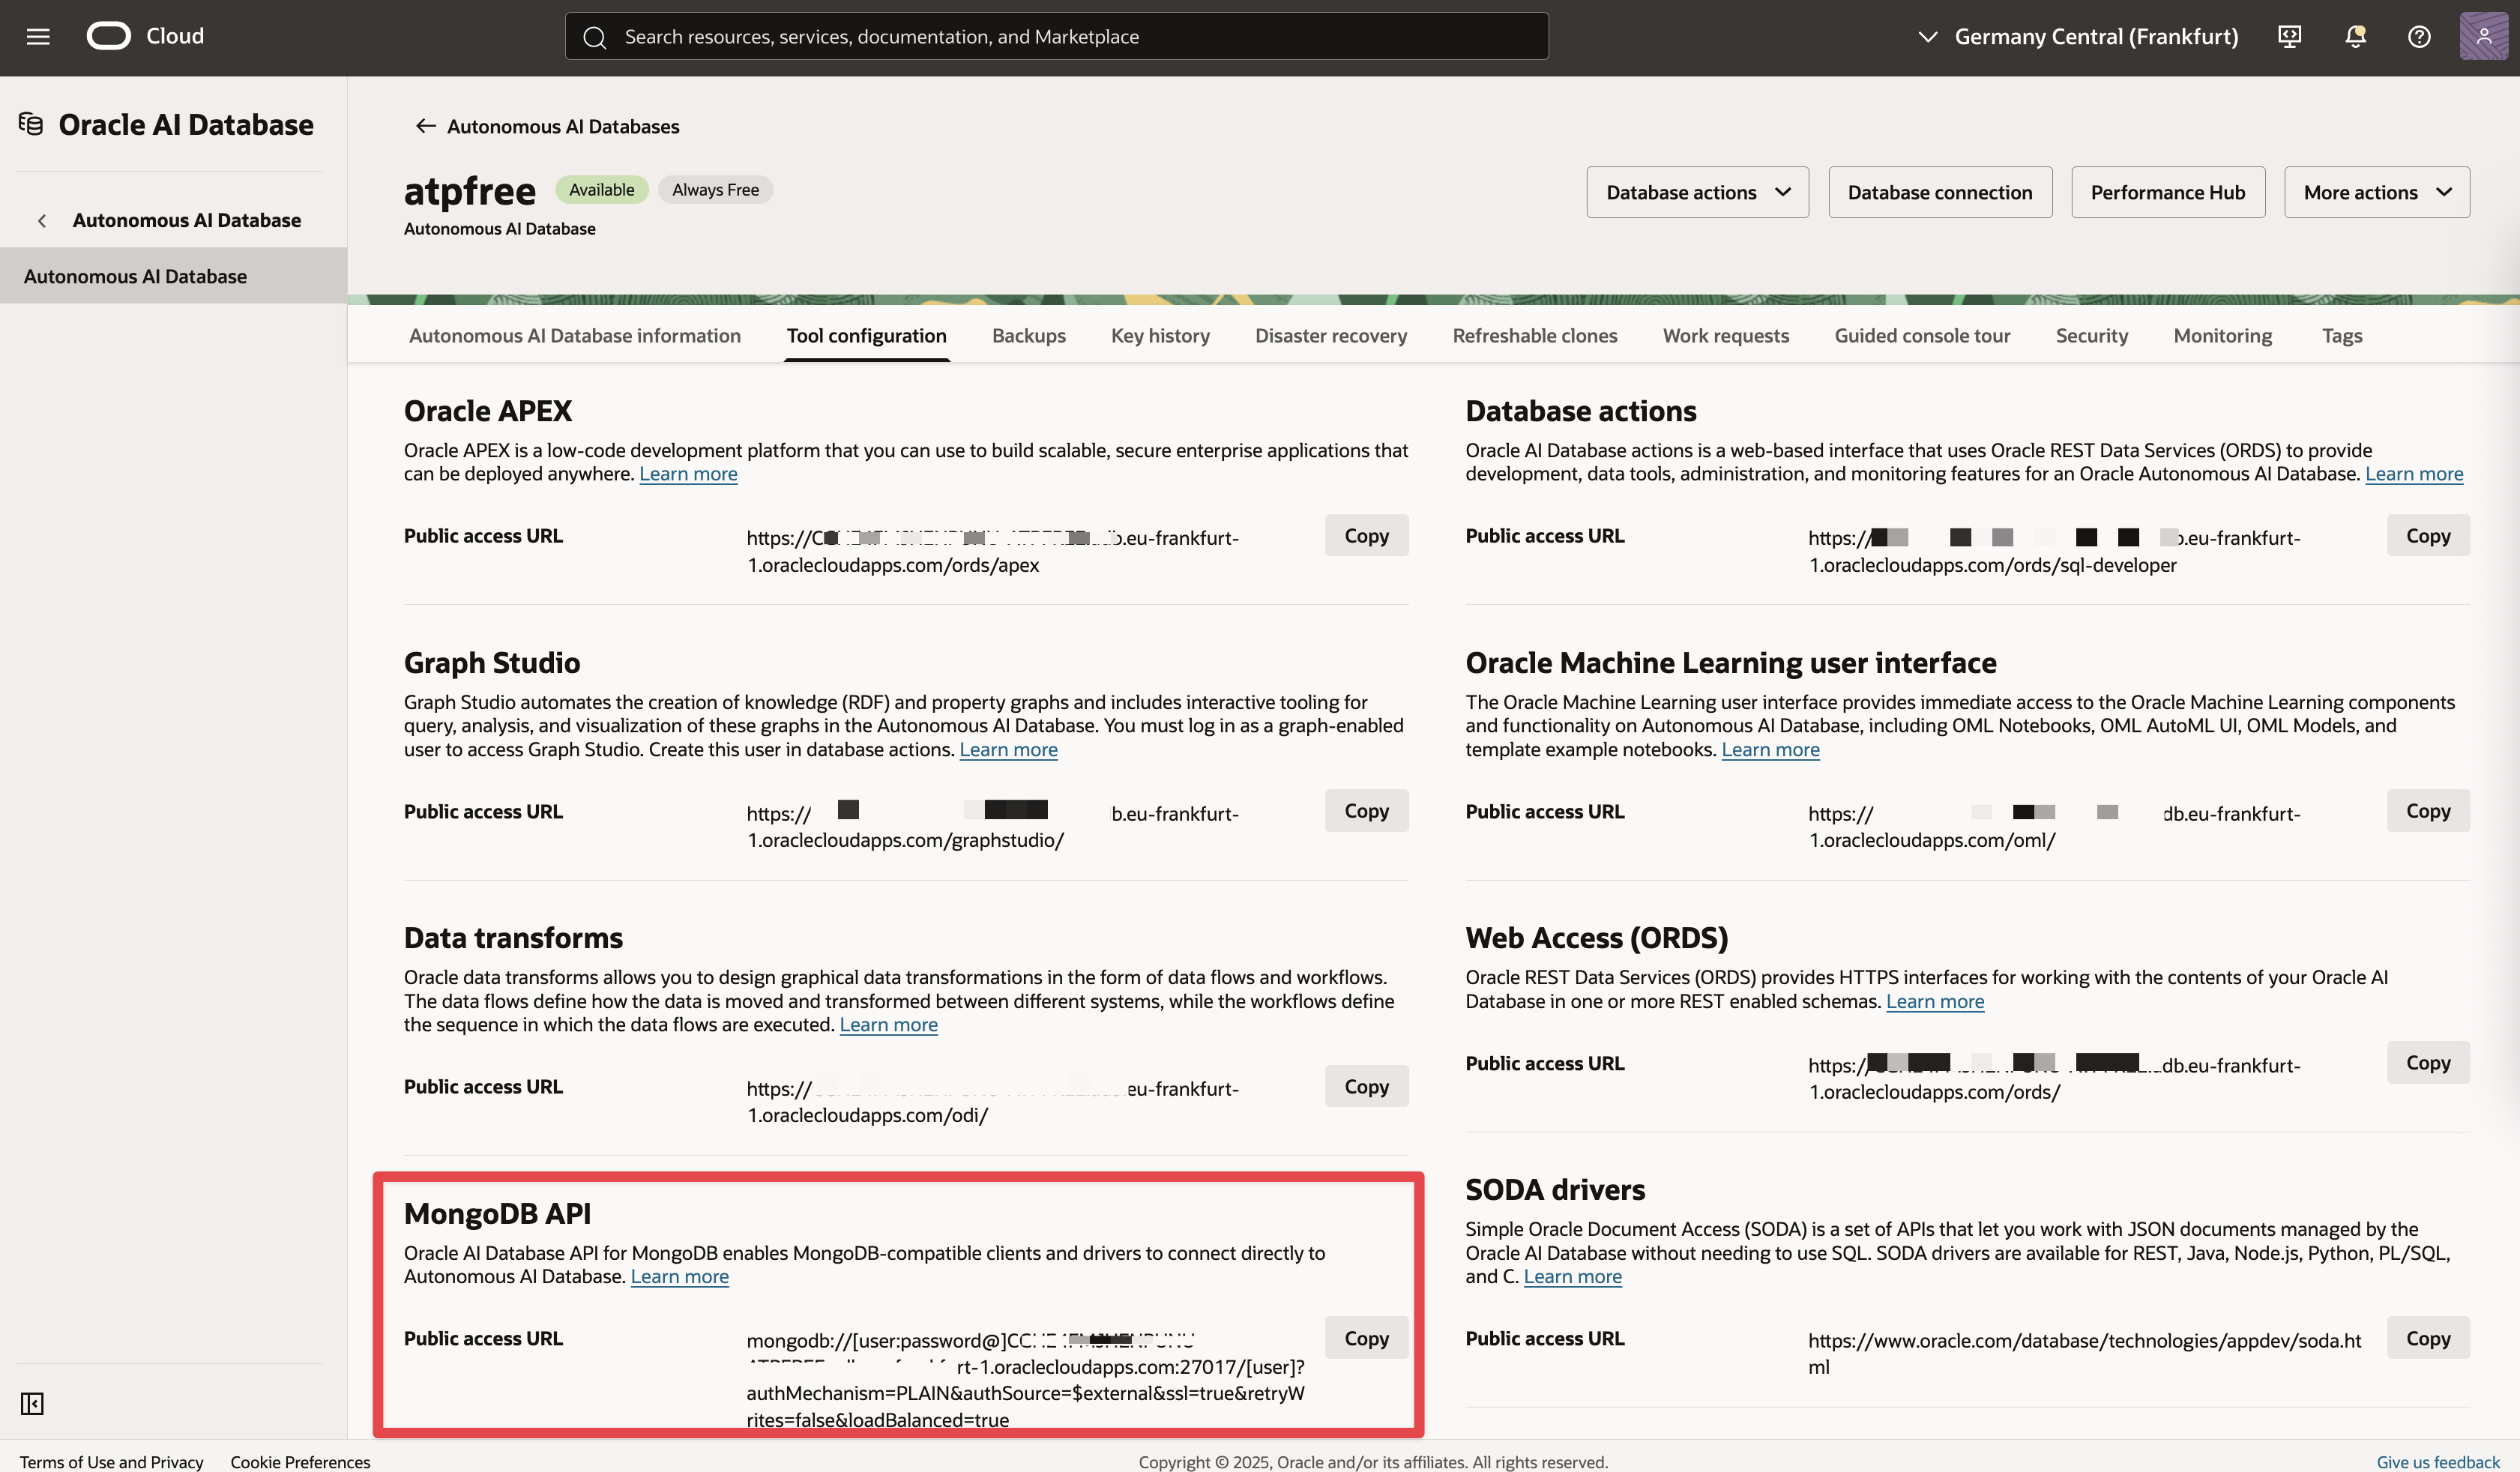 Cloud
Search resources, services, documentation, and Marketplace
Germany Central (Frankfurt)
Oracle AI Database
Autonomous AI Database
Autonomous AI Database
Autonomous AI Databases
atpfree
Available
Always Free
Autonomous AI Database
Database actions
Database connection
Performance Hub
More actions
Autonomous AI Database information
Tool configuration
Backups
Key history
Disaster recovery
Refreshable clones
Work requests
Guided console tour
Security
Monitoring
Tags
Oracle APEX
Oracle APEX is a low-code development platform that you can use to build scalable, secure enterprise applications that
can be deployed anywhere. Learn more
Public access URL
https://
b.eu-frankfurt-
1.oraclecloudapps.com/ords/apex
Copy
Database actions
Oracle AI Database actions is a web-based interface that uses Oracle REST Data Services (ORDS) to provide
development, data tools, administration, and monitoring features for an Oracle Autonomous AI Database. Learn more
Public access URL
https://
.eu-frankfurt-
1.oraclecloudapps.com/ords/sql-developer
Copy
Graph Studio
Graph Studio automates the creation of knowledge (RDF) and property graphs and includes interactive tooling for
query, analysis, and visualization of these graphs in the Autonomous AI Database. You must log in as a graph-enabled
user to access Graph Studio. Create this user in database actions. Learn more
Public access URL
https://
b.eu-frankfurt-
1.oraclecloudapps.com/graphstudio/
Copy
Oracle Machine Learning user interface
The Oracle Machine Learning user interface provides immediate access to the Oracle Machine Learning components
and functionality on Autonomous AI Database, including OML Notebooks, OML AutoML UI, OML Models, and
template example notebooks. Learn more
Public access URL
https://
db.eu-frankfurt-
1.oraclecloudapps.com/oml/
Copy
Data transforms
Oracle data transforms allows you to design graphical data transformations in the form of data flows and workflows.
The data flows define how the data is moved and transformed between different systems, while the workflows define
the sequence in which the data flows are executed. Learn more
Public access URL
https://
eu-frankfurt-
1.oraclecloudapps.com/odi/
Copy
Web Access (ORDS)
Oracle REST Data Services (ORDS) provides HTTPS interfaces for working with the contents of your Oracle AI
Database in one or more REST enabled schemas. Learn more
Public access URL
https:/
db.eu-frankfurt-
1.oraclecloudapps.com/ords/
Copy
MongoDB API
Oracle AI Database API for MongoDB enables MongoDB-compatible clients and drivers to connect directly to
Autonomous AI Database. Learn more
Public access URL
mongodb://[user:password@]
rt-1.oraclecloudapps.com:27017/[user]?
authMechanism=PLAIN&authSource=$external&ssl=true&retryW
rites=false&loadBalanced=true
Copy
SODA drivers
Simple Oracle Document Access (SODA) is a set of APIs that let you work with JSON documents managed by the
Oracle AI Database without needing to use SQL. SODA drivers are available for REST, Java, Node.js, Python, PL/SQL,
and C. Learn more
Public access URL
https://www.oracle.com/database/technologies/appdev/soda.ht
ml
Copy
Terms of Use and Privacy
Cookie Preferences
Copyright © 2025, Oracle and/or its affiliates. All rights reserved.
Give us feedback